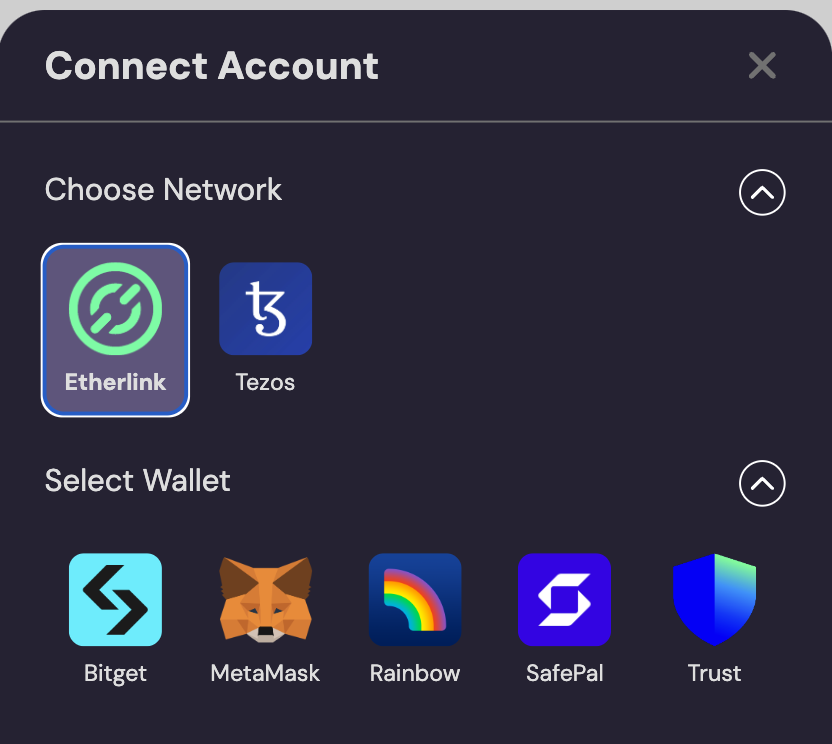 Connect Account
Choose Network
Etherlink Tezos
Select Wallet
Bitget MetaMask Rainbow SafePal Trust